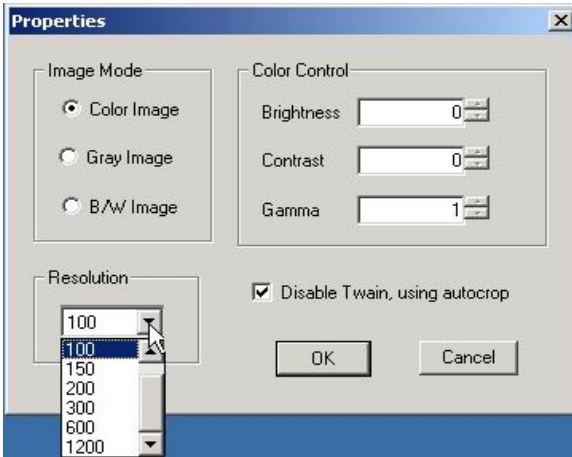 Properties
Image Mode
Color Image
Gray Image
B/W Image
Color Control
Brightness 0
Contrast 0
Gamma 1
Resolution
100
100
150
200
300
600
1200
Disable Twain, using autocrop
OK Cancel